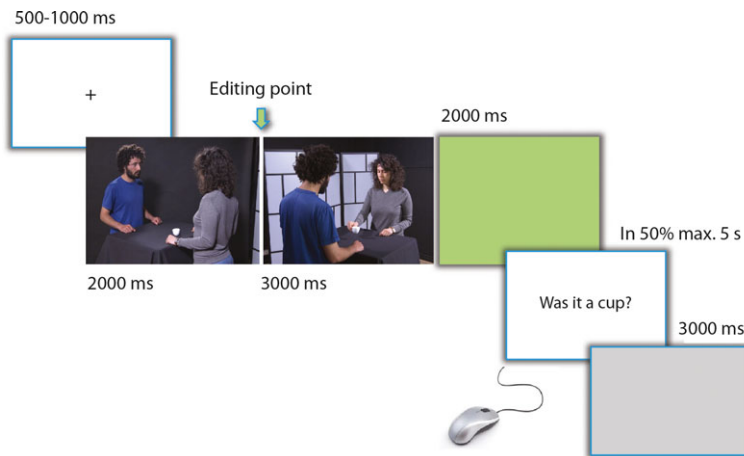 500-1000 ms
+
Editing point
2000 ms
3000 ms
2000 ms
In 50% max. 5 s
Was it a cup?
3000 ms